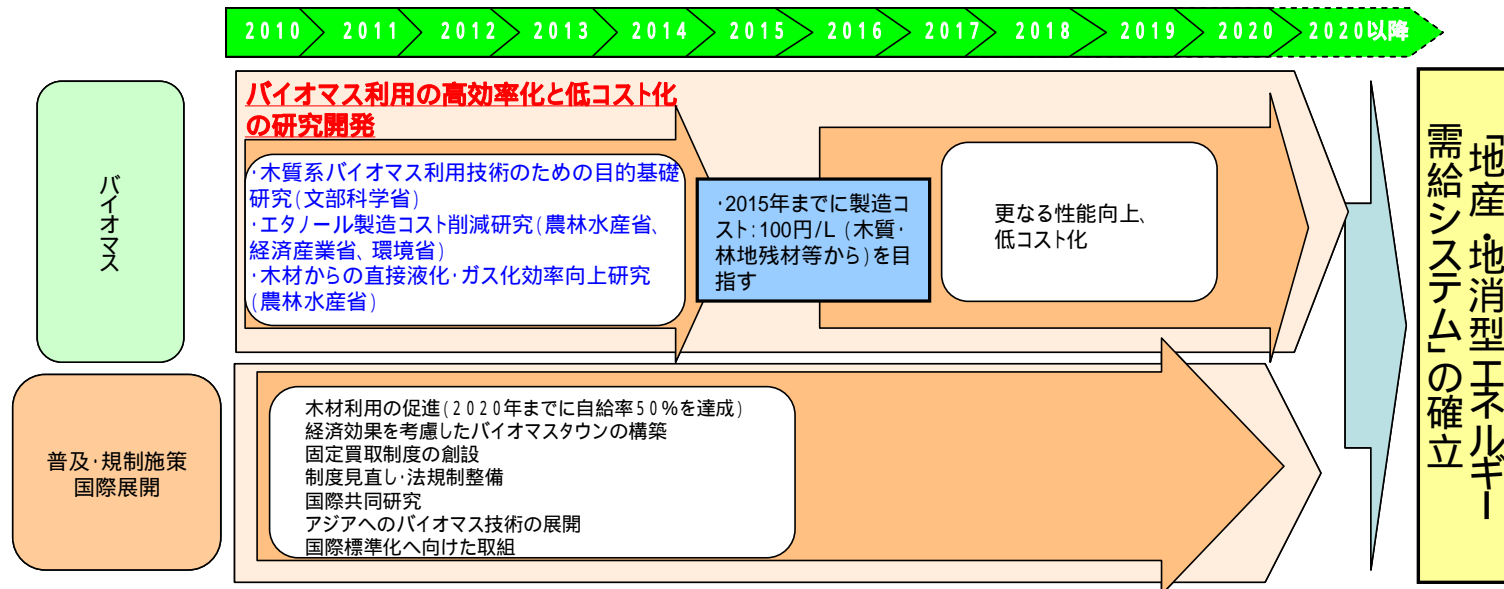 2010 2011 2012 2013 2014 2015 2016 2017 2018 2019 2020 2020以降
バイオマス
バイオマス利用の高効率化と低コスト化
の研究開発
･木質系バイオマス利用技術のための目的基礎
研究(文部科学省)
･エタノール製造コスト削減研究(農林水産省、
経済産業省、環境省)
･木材からの直接液化･ガス化効率向上研究
(農林水産省)
･2015年までに製造コ
スト:100円/L (木質･
林地残材等から)を目
指す
更なる性能向上、
低コスト化
普及･規制施策
国際展開
木材利用の促進(2020年までに自給率50%を達成)
経済効果を考慮したバイオマスタウンの構築
固定買取制度の創設
制度見直し･法規制整備
国際共同研究
アジアへのバイオマス技術の展開
国際標準化へ向けた取組
「地産･地消型エネルギー
需給システム」の確立